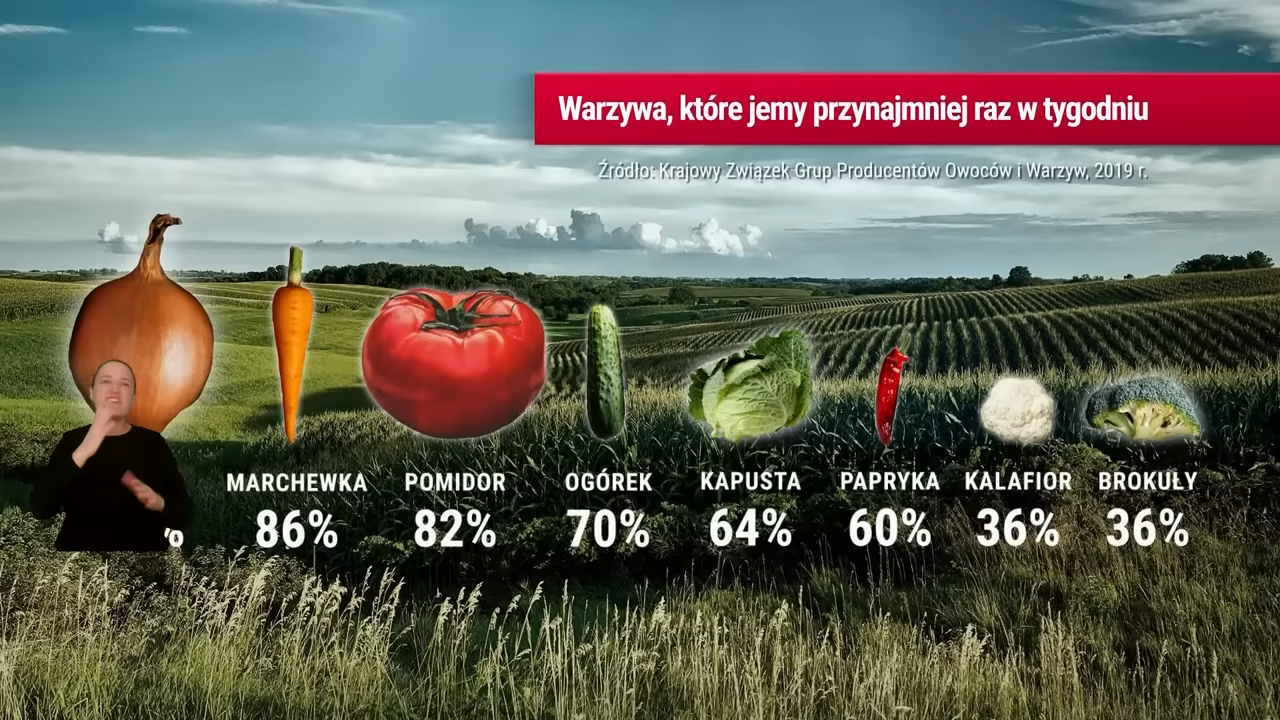 Warzywa, które jemy przynajmniej raz w tygodniu
Źródło: Krajowy Związek Grup Producentów Owoców i Warzyw, 2019 r.
MARCHEWKA POMIDOR OGÓREK KAPUSTA PAPRYKA KALAFIOR BROKUŁY
86% 82% 70% 64% 60% 36% 36%